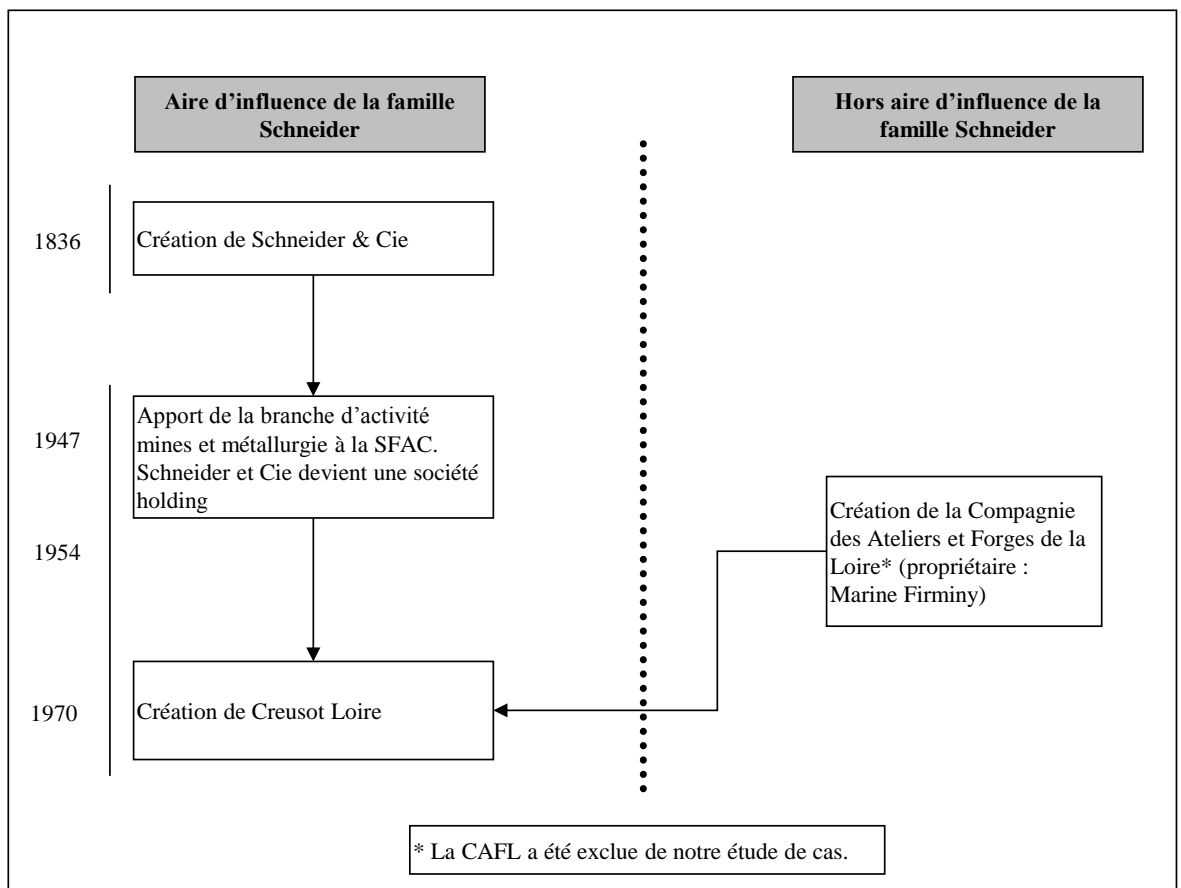 Aire d’influence de la famille
Schneider
Hors aire d’influence de la
famille Schneider
1836
Création de Schneider & Cie
1947
Apport de la branche d’activité
mines et métallurgie à la SFAC.
Schneider et Cie devient une société
holding
1954
Création de la Compagnie
des Ateliers et Forges de la
Loire* (propriétaire :
Marine Firminy)
1970
Création de Creusot Loire
* La CAFL a été exclue de notre étude de cas.